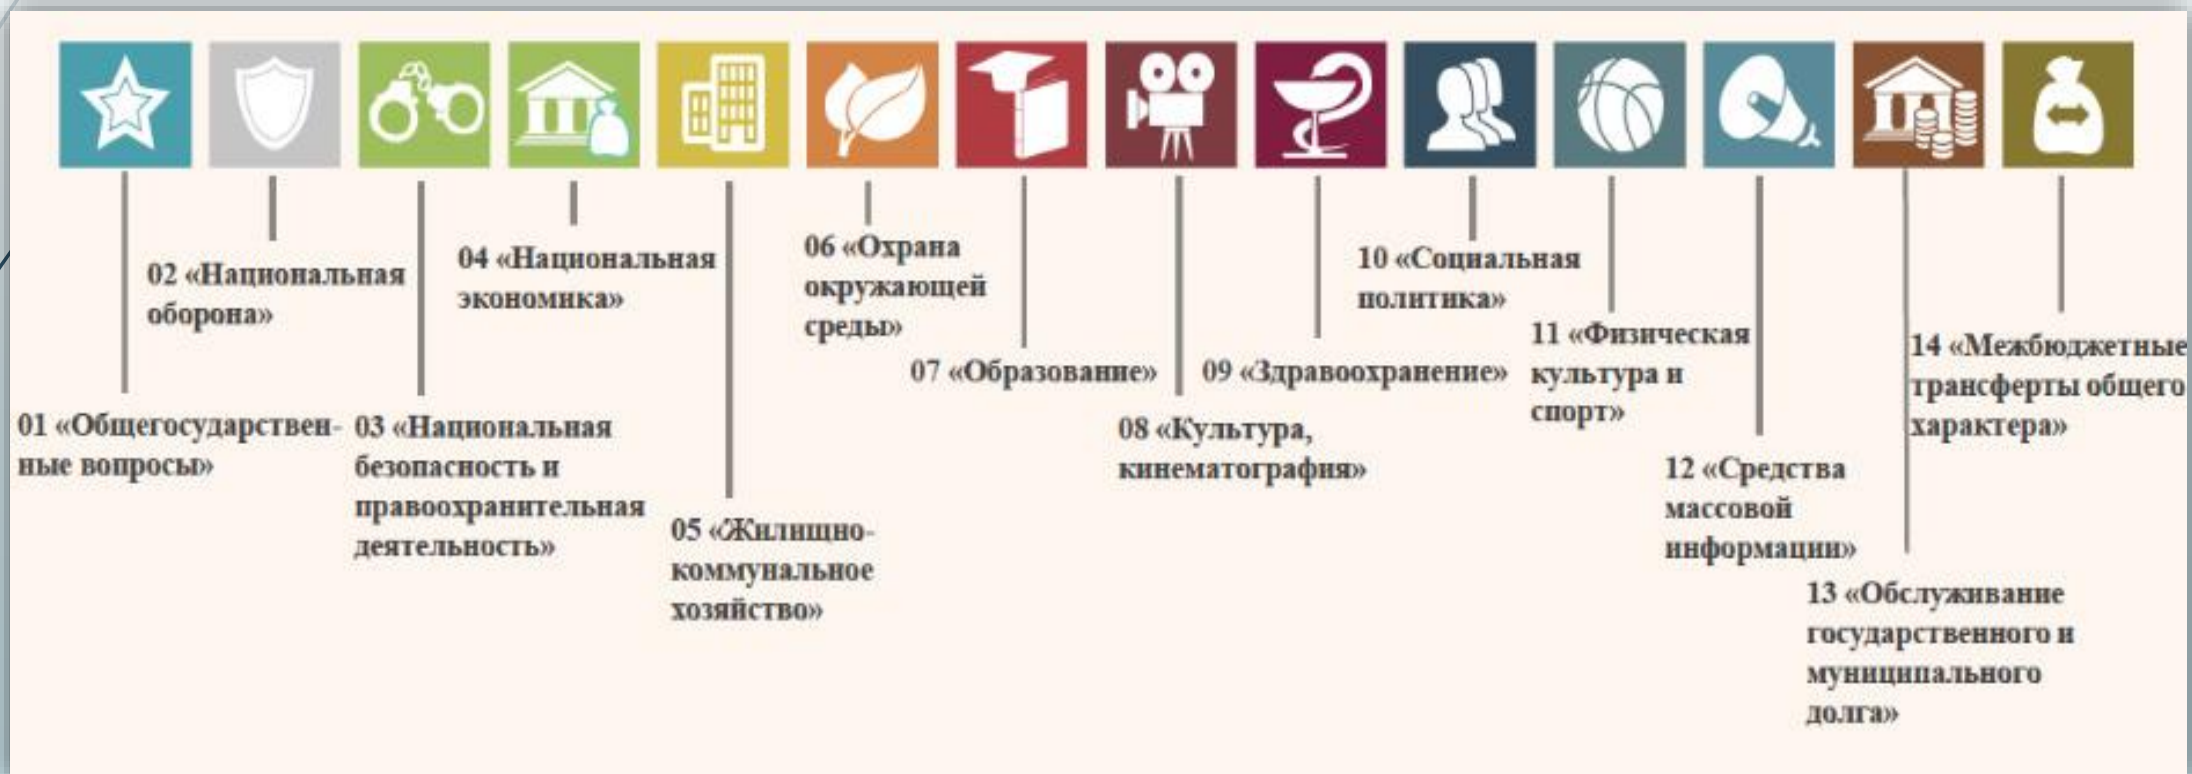 01 «Общегосударствен-
ные вопросы»
02 «Национальная
оборона»
03 «Национальная
безопасность и
правоохранительная
деятельность»
04 «Национальная
экономика»
05 «Жилищно-
коммунальное
хозяйство»
06 «Охрана
окружающей
среды»
07 «Образование»
08 «Культура,
кинематография»
09 «Здравоохранение»
10 «Социальная
политика»
11 «Физическая
культура и
спорт»
12 «Средства
массовой
информации»
13 «Обслуживание
государственного и
муниципального
долга»
14 «Межбюджетные
трансферты общего
характера»